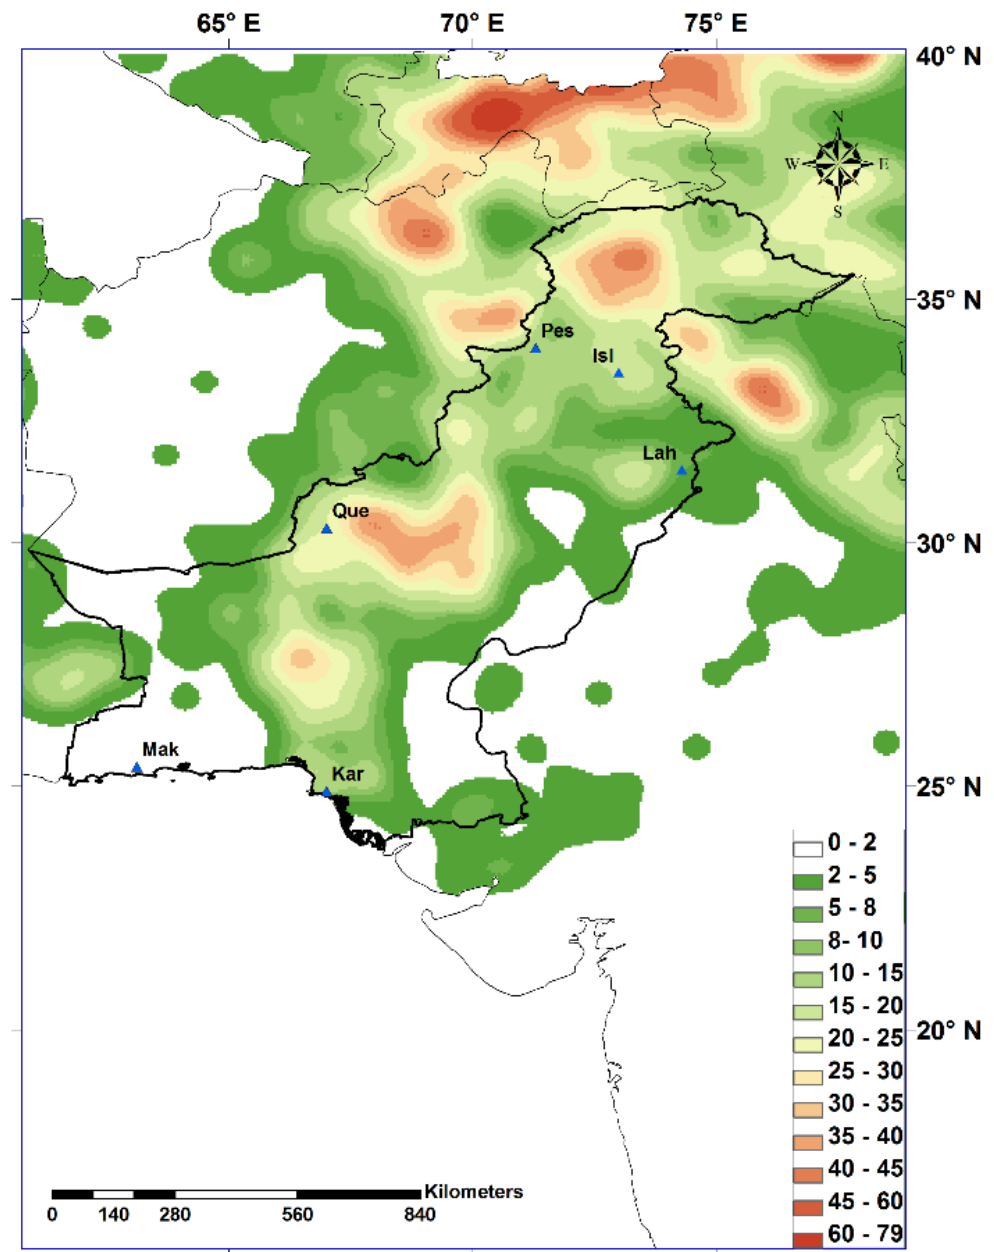 65° E 70° E 75° E
40° N
N
W E
S
35° N
Pes
Isl
Lah
Que
30° N
Mak
Kar
25° N
0 - 2
2 - 5
5 - 8
8- 10
10 - 15
15 - 20
20° N
20 - 25
25 - 30
30 - 35
35 - 40
40 - 45
45 - 60
60 - 79
Kilometers
0 140 280 560 840